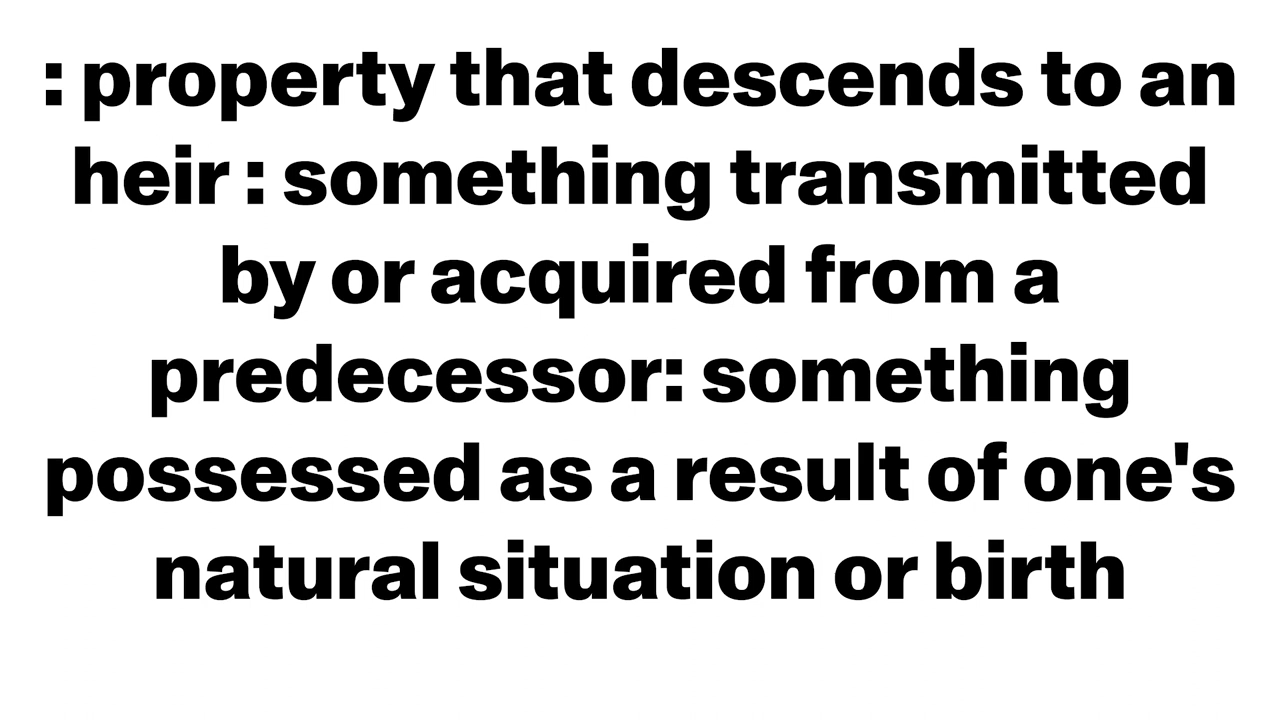 : property that descends to an
heir : something transmitted
by or acquired from a
predecessor: something
possessed as a result of one's
natural situation or birth